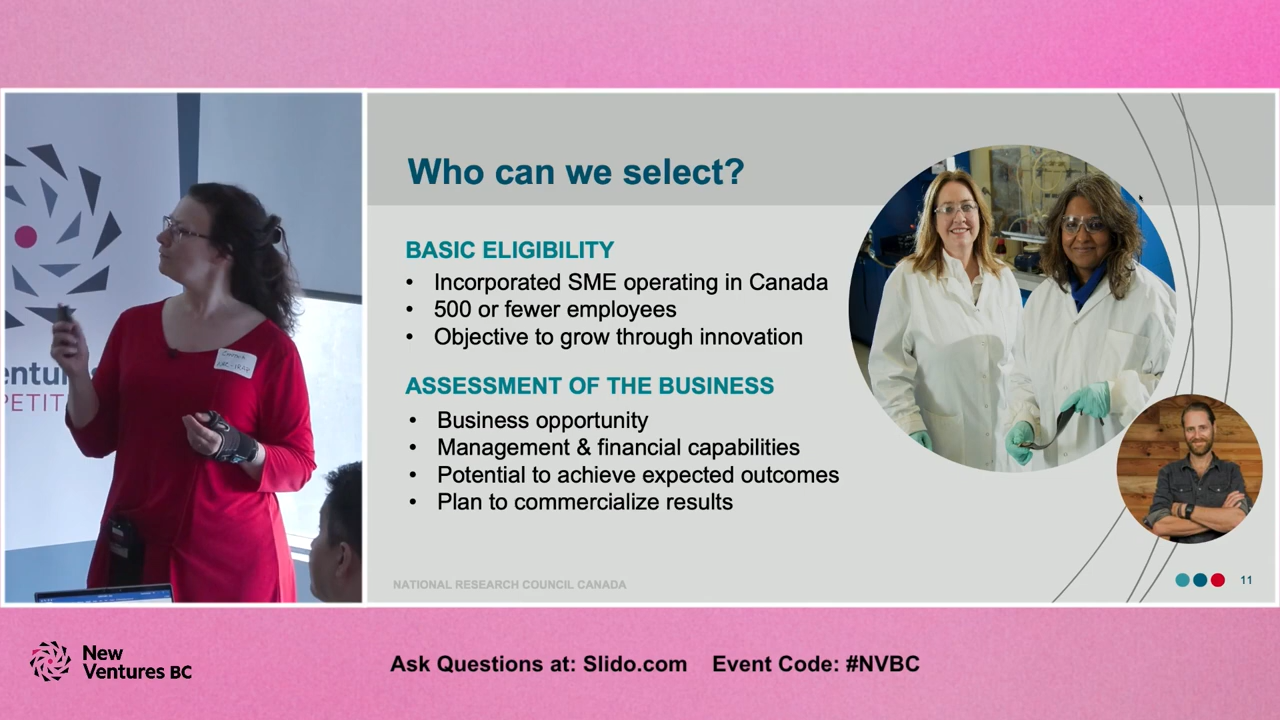 Who can we select?
BASIC ELIGIBILITY
• Incorporated SME operating in Canada
• 500 or fewer employees
• Objective to grow through innovation
ASSESSMENT OF THE BUSINESS
• Business opportunity
• Management & financial capabilities
• Potential to achieve expected outcomes
• Plan to commercialize results
NATIONAL RESEARCH COUNCIL CANADA
11
New
Ventures BC
Ask Questions at: Slido.com Event Code: #NVBC